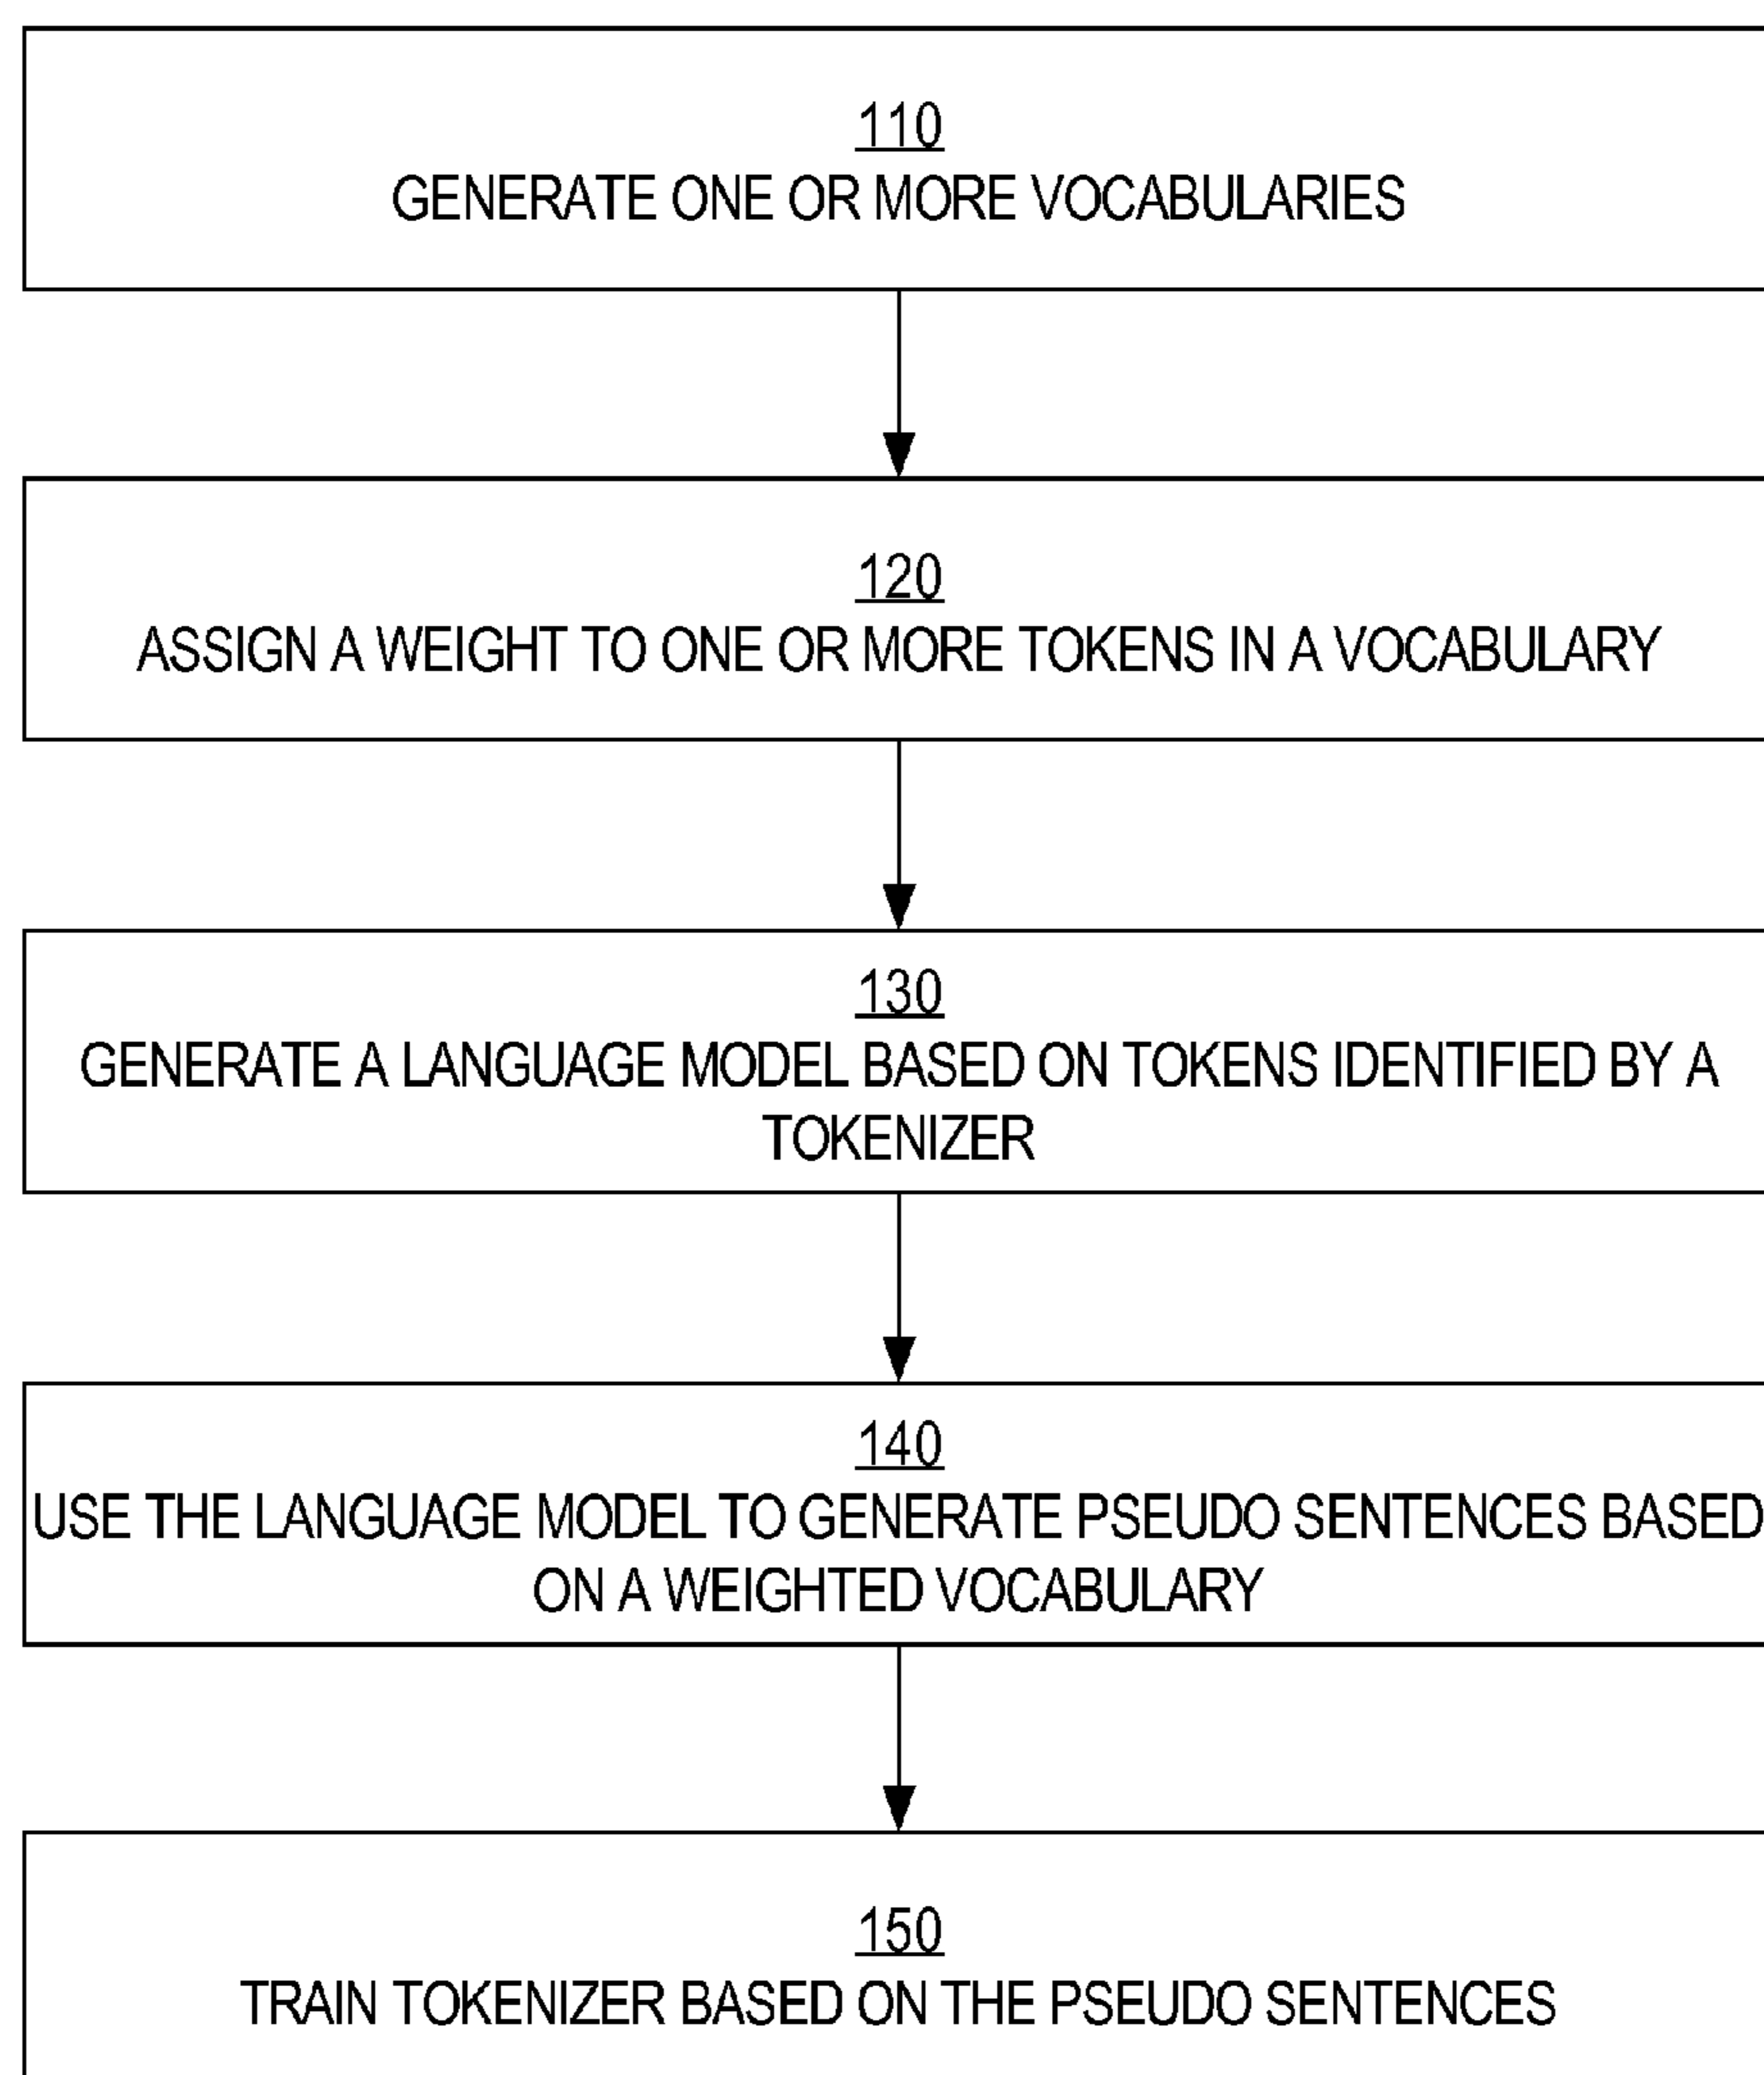 110
GENERATE ONE OR MORE VOCABULARIES
120
ASSIGN A WEIGHT TO ONE OR MORE TOKENS IN A VOCABULARY
130
GENERATE A LANGUAGE MODEL BASED ON TOKENS IDENTIFIED BY A
TOKENIZER
140
USE THE LANGUAGE MODEL TO GENERATE PSEUDO SENTENCES BASED
ON A WEIGHTED VOCABULARY
150
TRAIN TOKENIZER BASED ON THE PSEUDO SENTENCES